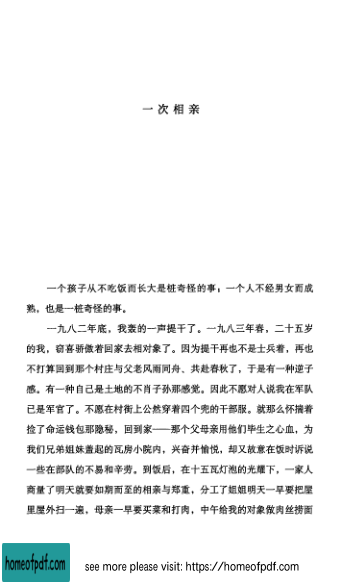 一次相亲
一个孩子从不吃饭而长大是桩奇怪的事；一个人不经男女而成
熟，也是一桩奇怪的事。
一九八二年底，我轰的一声提干了。一九八三年春，二十五岁
的我，窃喜骄傲着回家去相对象了。因为提干再也不是士兵着，再也
不打算回到那个村庄与父老风雨同舟、共赴春秋了，于是有一种逆子
感。有一种自己是土地的不肖子孙那感觉。因此不愿对人说我在军队
已是军官了。不愿在村街上公然穿着四个兜的干部服。就那么怀揣着
捡了命运钱包那隐秘，回到家——那个父母亲用他们毕生之心血，为
我们兄弟姐妹盖起的瓦房小院内，兴奋并愉悦，却又故意在饭时诉说
一些在部队的不易和辛劳。到饭后，在十五瓦灯泡的光耀下，一家人
商量了明天就要如期而至的相亲与郑重，分工了姐姐明天一早要把屋
里屋外扫一遍，母亲一早要买菜和打肉，中午给我的对象做肉丝捞面
homeofpdf.com
see more please visit: https://homeofpdf.com